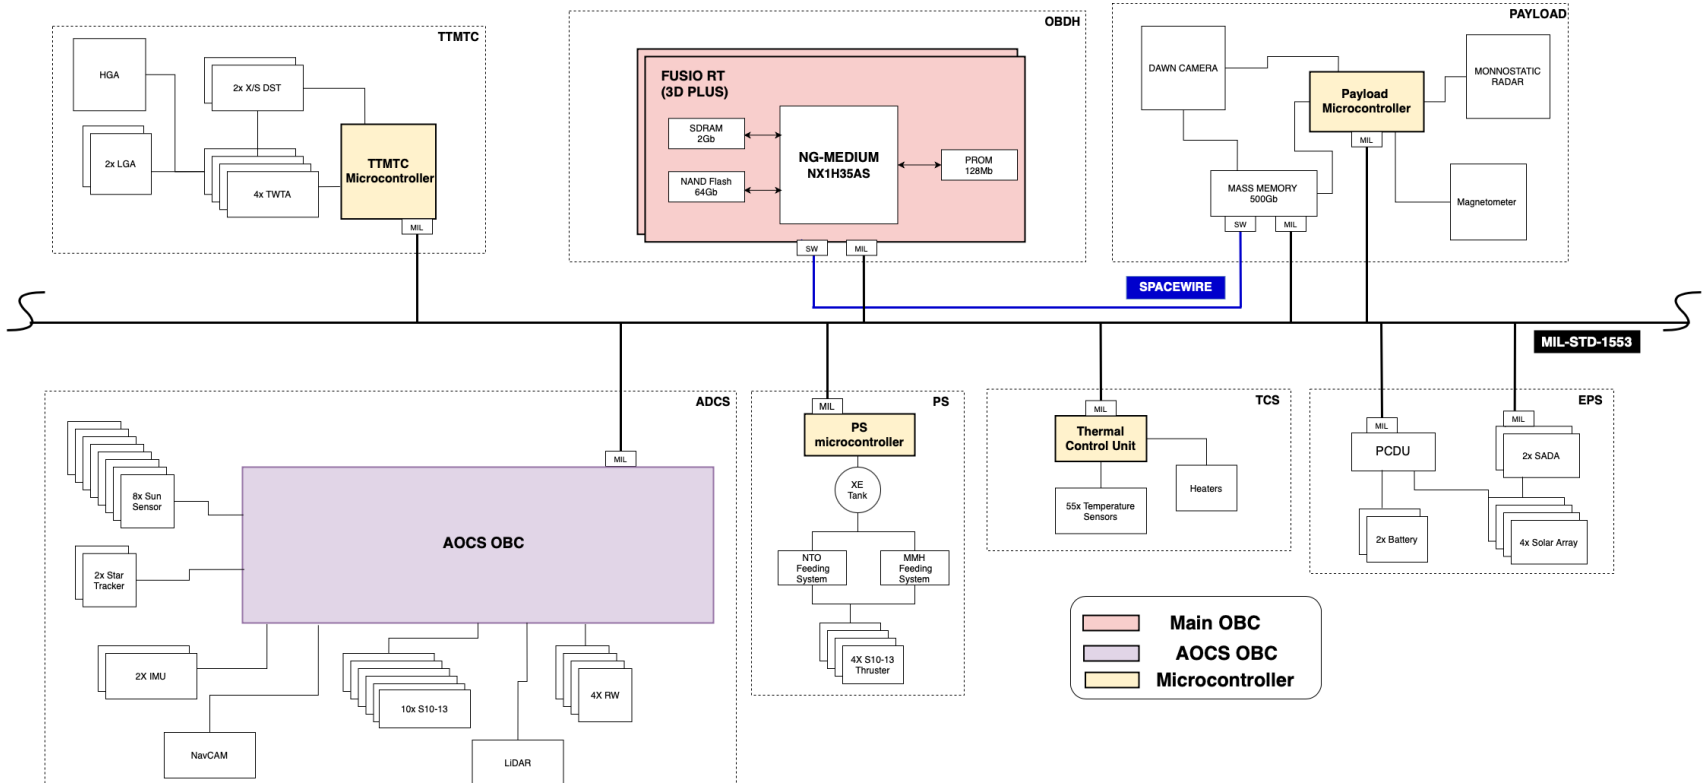 TTMTC
HGA
2x X/S DST
2x LGA
4x TWTA
TTMTC
Microcontroller
MIL
OBDH
FUSIO RT
(3D PLUS)
SDRAM
2Gb
NAND Flash
64Gb
NG-MEDIUM
NX1H35AS
PROM
128Mb
SW
MIL
PAYLOAD
DAWN CAMERA
Payload
Microcontroller
MIL
MONNOSTATIC
RADAR
MASS MEMORY
500Gb
SW
MIL
Magnetometer
SPACEWIRE
MIL-STD-1553
ADCS
MIL
8x Sun
Sensor
AOCS OBC
2x Star
Tracker
2X IMU
NavCAM
10x S10-13
LiDAR
4X RW
PS
MIL
PS
microcontroller
XE
Tank
NTO
Feeding
System
MMH
Feeding
System
4X S10-13
Thruster
TCS
MIL
Thermal
Control Unit
55x Temperature
Sensors
Heaters
EPS
MIL
PCDU
MIL
2x SADA
2x Battery
4x Solar Array
Main OBC
AOCS OBC
Microcontroller